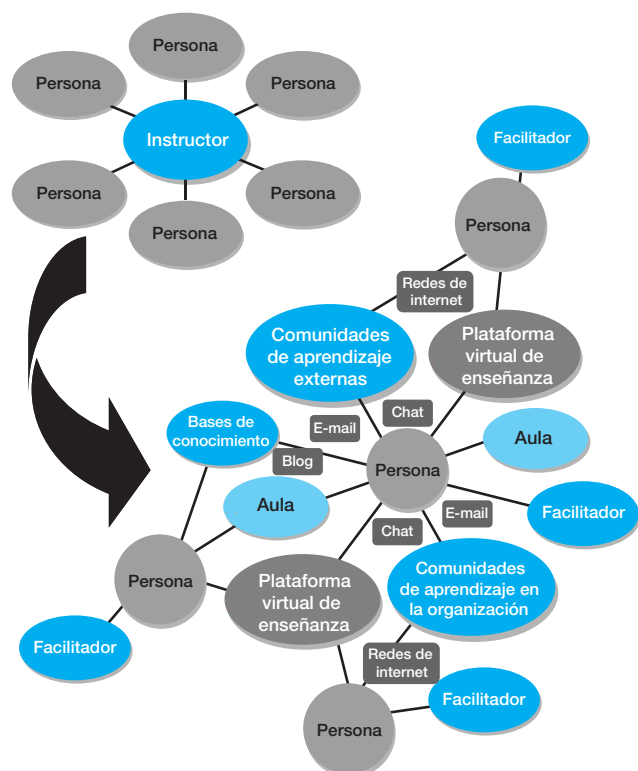 Persona
Persona
Persona
Instructor
Persona
Persona
Persona
Facilitador
Persona
Redes de
internet
Comunidades
de aprendizaje
externas
Plataforma
virtual de
enseñanza
Chat
E-mail
Bases de
conocimiento
Blog
Persona
Aula
Aula
E-mail
Facilitador
Chat
Persona
Plataforma
virtual de
enseñanza
Comunidades
de aprendizaje en
la organización
Facilitador
Redes de
internet
Facilitador
Persona